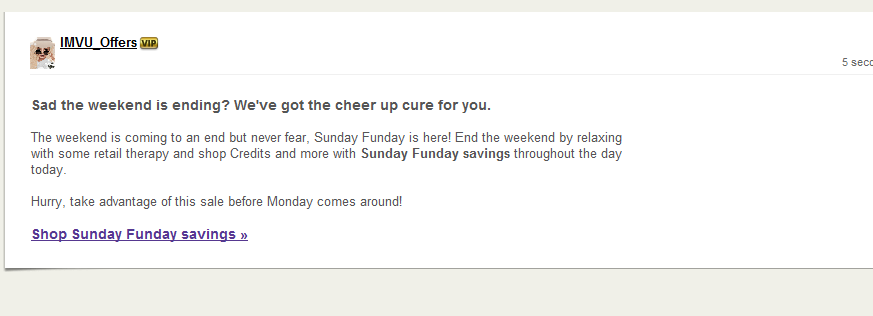 IMVU_Offers VIP
5 seco
Sad the weekend is ending? We've got the cheer up cure for you.
The weekend is coming to an end but never fear, Sunday Funday is here! End the weekend by relaxing
with some retail therapy and shop Credits and more with Sunday Funday savings throughout the day
today.
Hurry, take advantage of this sale before Monday comes around!
Shop Sunday Funday savings »